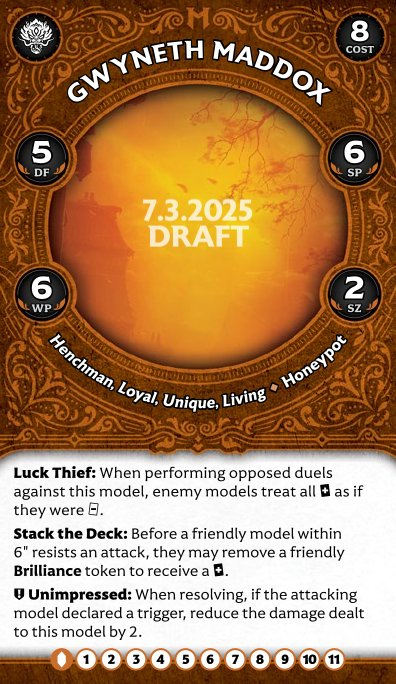 8
COST
GWYNETH MADDOX
5
DF
6
SP
7.3.2025
DRAFT
6
WP
2
SZ
Henchman, Loyal, Unique, Living ◆ Honeypot
Luck Thief: When performing opposed duels
against this model, enemy models treat all + as if
they were −.
Stack the Deck: Before a friendly model within
6" resists an attack, they may remove a friendly
Brilliance token to receive a +.
Unimpressed: When resolving, if the attacking
model declared a trigger, reduce the damage dealt
to this model by 2.
1 2 3 4 5 6 7 8 9 10 11